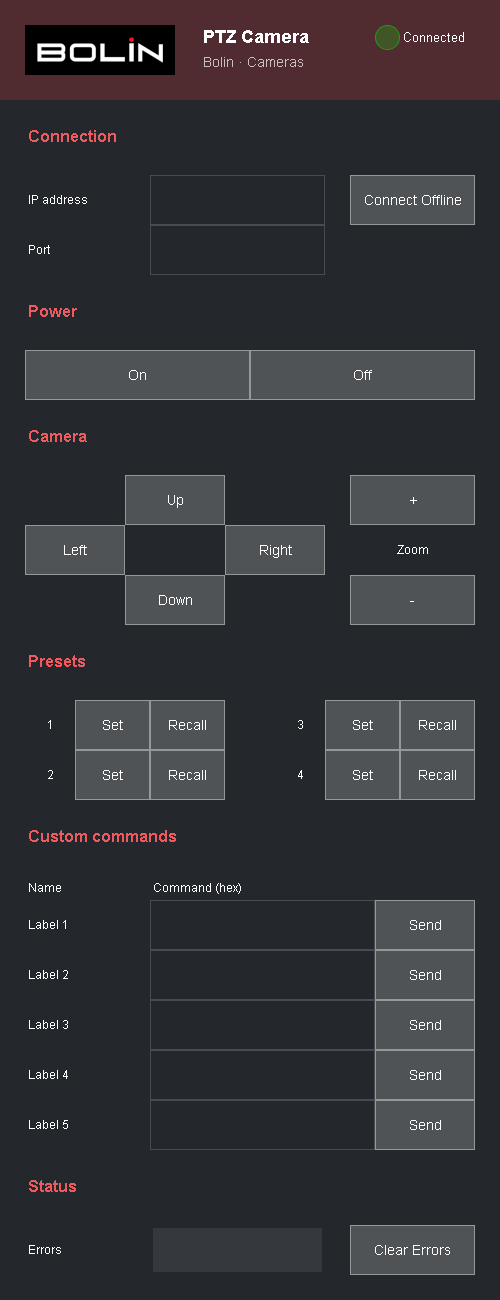 BOLIN
PTZ Camera
Bolin · Cameras
Connected
Connection
IP address
Connect Offline
Port
Power
On Off
Camera
Up +
Left Right Zoom
Down -
Presets
1 Set Recall 3 Set Recall
2 Set Recall 4 Set Recall
Custom commands
Name Command (hex)
Label 1 Send
Label 2 Send
Label 3 Send
Label 4 Send
Label 5 Send
Status
Errors Clear Errors